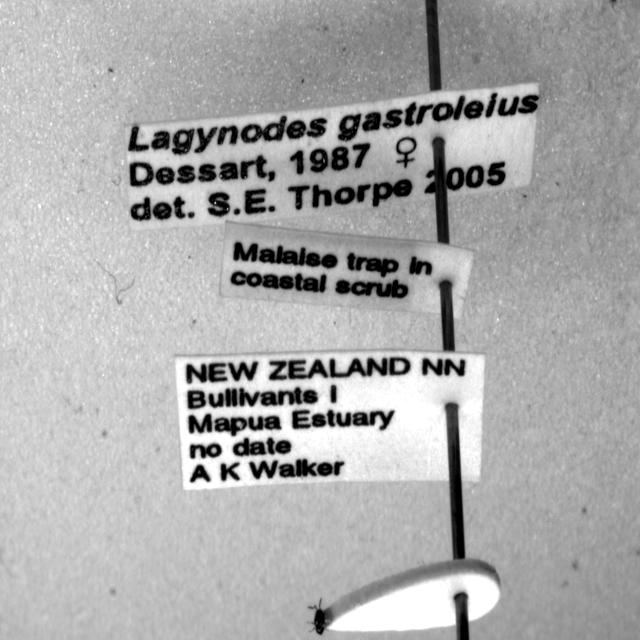 Lagynodes gastroleius
Dessart, 1987 ♀
det. S.E. Thorpe 2005
Malaise trap in
coastal scrub
NEW ZEALAND NN
Bullivants I
Mapua Estuary
no date
A K Walker